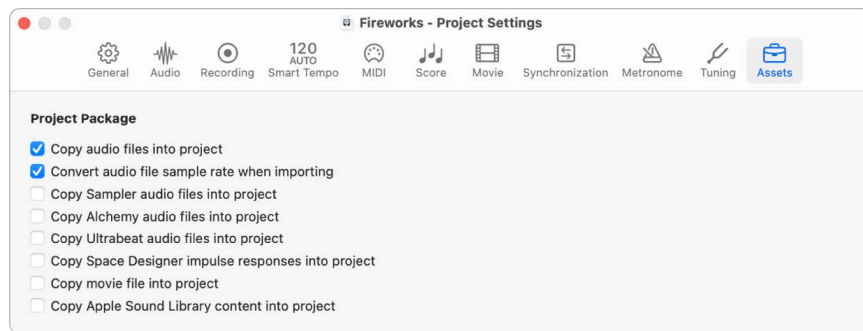 Fireworks - Project Settings
120
AUTO
General Audio Recording Smart Tempo MIDI Score Movie Synchronization Metronome Tuning Assets
Project Package
Copy audio files into project
Convert audio file sample rate when importing
Copy Sampler audio files into project
Copy Alchemy audio files into project
Copy Ultrabeat audio files into project
Copy Space Designer impulse responses into project
Copy movie file into project
Copy Apple Sound Library content into project